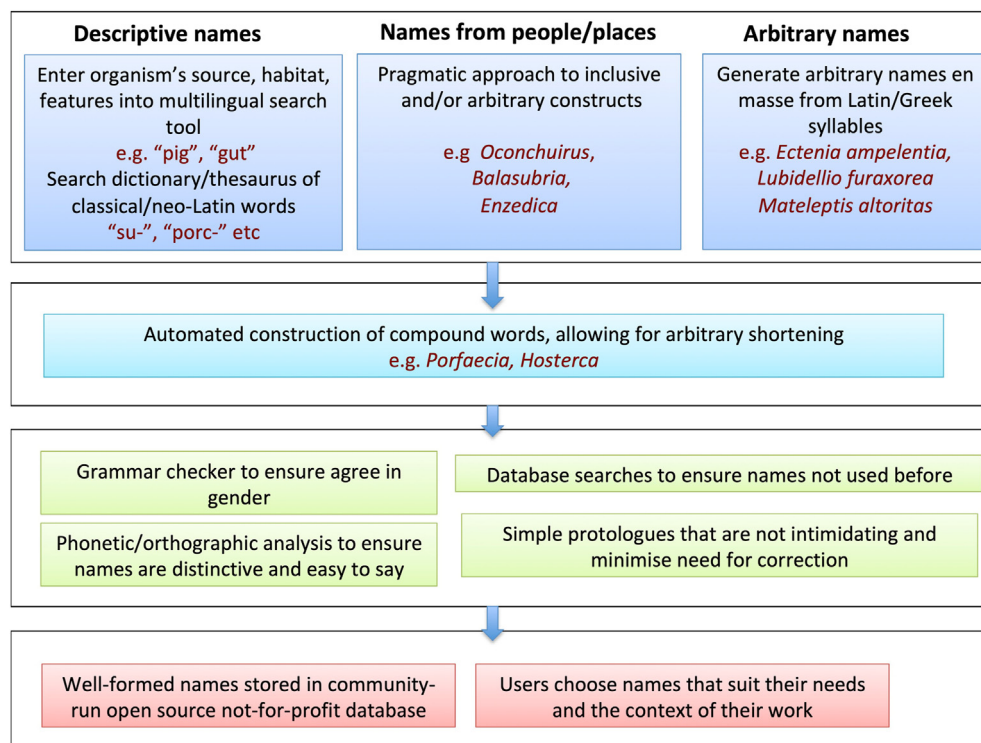 Descriptive names
Enter organism's source, habitat,
features into multilingual search
tool
e.g. "pig", "gut"
Search dictionary/thesaurus of
classical/neo-Latin words
"su-", "porc-" etc
Names from people/places
Pragmatic approach to inclusive
and/or arbitrary constructs
e.g Oconchuirus,
Balasubria,
Enzedica
Arbitrary names
Generate arbitrary names en
masse from Latin/Greek
syllables
e.g. Ectenia ampelentia,
Lubidellio furaxorea
Mateleptis altoritas
Automated construction of compound words, allowing for arbitrary shortening
e.g. Porfaecia, Hosterca
Grammar checker to ensure agree in
gender
Database searches to ensure names not used before
Phonetic/orthographic analysis to ensure
names are distinctive and easy to say
Simple protologues that are not intimidating and
minimise need for correction
Well-formed names stored in community-
run open source not-for-profit database
Users choose names that suit their needs
and the context of their work